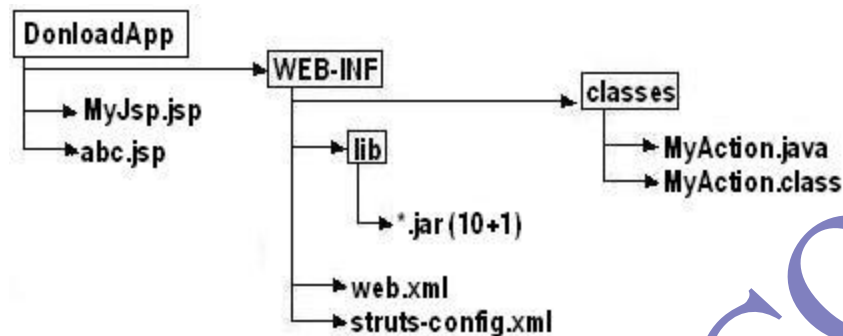 DonloadApp
WEB-INF
classes
MyJsp.jsp
abc.jsp
lib
MyAction.java
MyAction.class
*.jar (10+1)
web.xml
struts-config.xml